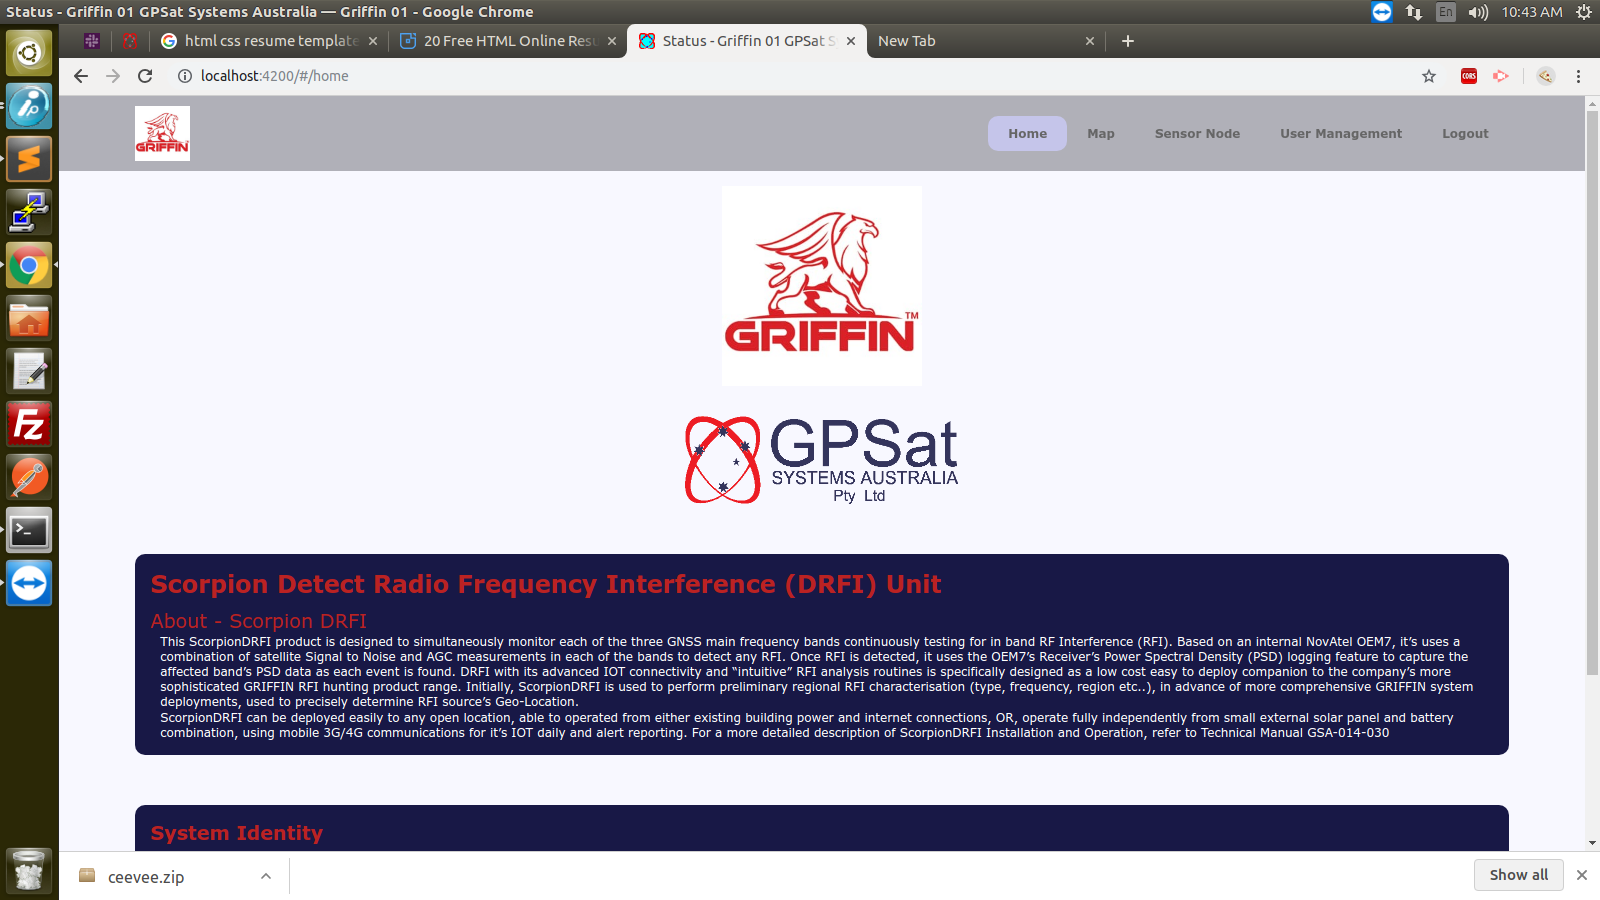 Status - Griffin 01 GPSat Systems Australia — Griffin 01 - Google Chrome
En
10:43 AM
html css resume template
20 Free HTML Online Resu
Status - Griffin 01 GPSat S
New Tab
localhost:4200/#/home
CORS
GRIFFIN
Home
Map
Sensor Node
User Management
Logout
GRIFFIN™
GPSat
SYSTEMS AUSTRALIA
Pty Ltd
Scorpion Detect Radio Frequency Interference (DRFI) Unit
About - Scorpion DRFI
This ScorpionDRFI product is designed to simultaneously monitor each of the three GNSS main frequency bands continuously testing for in band RF Interference (RFI). Based on an internal NovAtel OEM7, it’s uses a
combination of satellite Signal to Noise and AGC measurements in each of the bands to detect any RFI. Once RFI is detected, it uses the OEM7’s Receiver’s Power Spectral Density (PSD) logging feature to capture the
affected band’s PSD data as each event is found. DRFI with its advanced IOT connectivity and “intuitive” RFI analysis routines is specifically designed as a low cost easy to deploy companion to the company’s more
sophisticated GRIFFIN RFI hunting product range. Initially, ScorpionDRFI is used to perform preliminary regional RFI characterisation (type, frequency, region etc..), in advance of more comprehensive GRIFFIN system
deployments, used to precisely determine RFI source’s Geo-Location.
ScorpionDRFI can be deployed easily to any open location, able to operated from either existing building power and internet connections, OR, operate fully independently from small external solar panel and battery
combination, using mobile 3G/4G communications for it’s IOT daily and alert reporting. For a more detailed description of ScorpionDRFI Installation and Operation, refer to Technical Manual GSA-014-030
System Identity
ceevee.zip
Show all